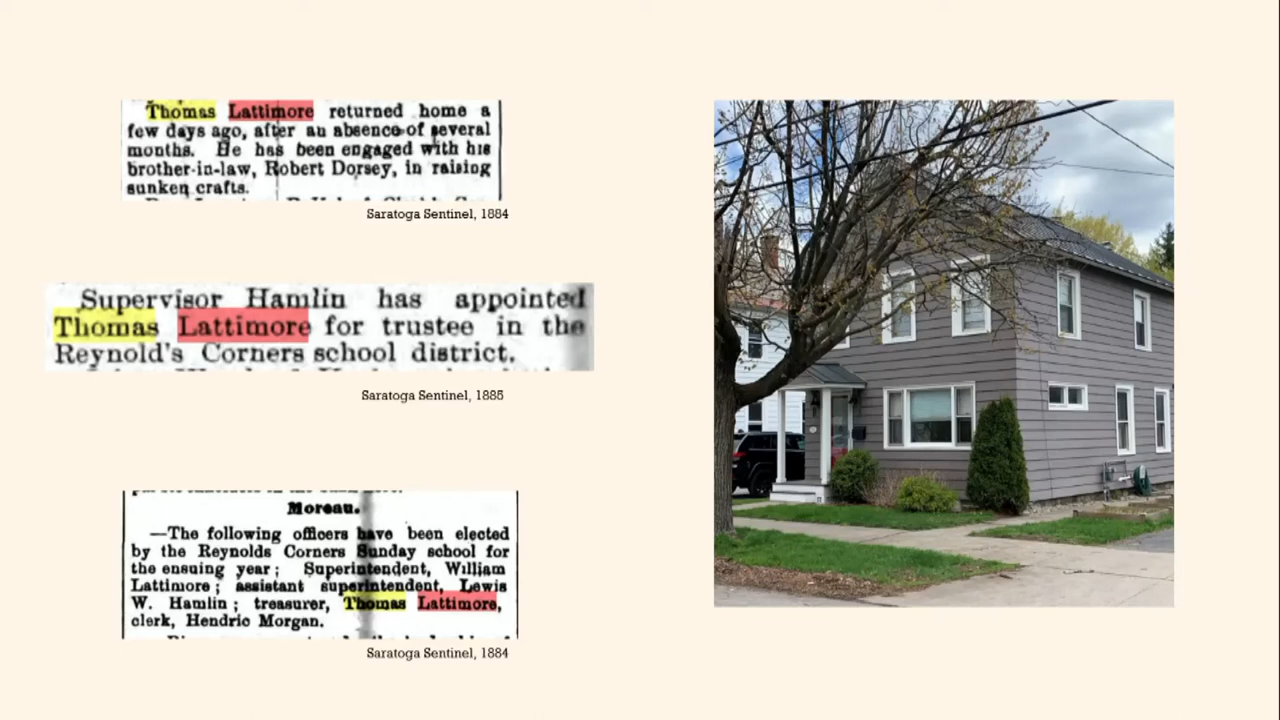 Thomas Lattimore returned home a
few days ago, after an absence of several
months. He has been engaged with his
brother-in-law, Robert Dorsey, in raising
sunken crafts.
Saratoga Sentinel, 1884
Supervisor Hamlin has appointed
Thomas Lattimore for trustee in the
Reynold's Corners school district.
Saratoga Sentinel, 1885
Moreau.
—The following officers have been elected
by the Reynolds Corners Sunday school for
the ensuing year; Superintendent, William
Lattimore; assistant superintendent, Lewis
W. Hamlin; treasurer, Thomas Lattimore,
clerk, Hendric Morgan.
Saratoga Sentinel, 1884